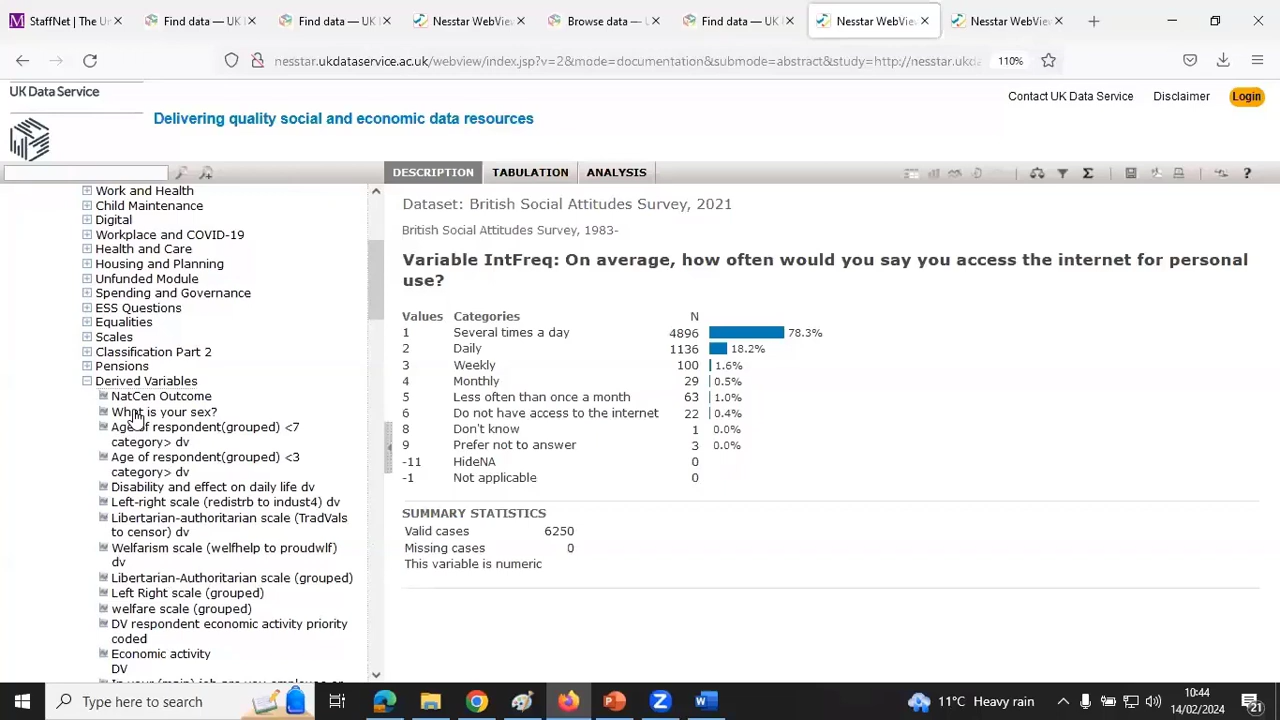 StaffNet | The Un
Find data — UK
Find data — UK
Nesstar WebView
Browse data —
Find data — UK
Nesstar WebView
Nesstar WebView
nesstar.ukdataservice.ac.uk/webview/index.jsp?v=2&mode=documentation&submode=abstract&study=http://nesstar.ukda
110%
UK Data Service
Contact UK Data Service
Disclaimer
Login
Delivering quality social and economic data resources
DESCRIPTION
TABULATION
ANALYSIS
Work and Health
Child Maintenance
Digital
Workplace and COVID-19
Health and Care
Housing and Planning
Unfunded Module
Spending and Governance
ESS Questions
Equalities
Scales
Classification Part 2
Pensions
Derived Variables
NatCen Outcome
What is your sex?
Age of respondent(grouped) <7
category> dv
Age of respondent(grouped) <3
category> dv
Disability and effect on daily life dv
Left-right scale (redistrb to indust4) dv
Libertarian-authoritarian scale (TradVals
to censor) dv
Welfarism scale (welfhelp to proudwlf)
dv
Libertarian-Authoritarian scale (grouped)
Left Right scale (grouped)
welfare scale (grouped)
DV respondent economic activity priority
coded
Economic activity
DV
Dataset: British Social Attitudes Survey, 2021
British Social Attitudes Survey, 1983-
Variable IntFreq: On average, how often would you say you access the internet for personal
use?
Values Categories N
1 Several times a day 4896 78.3%
2 Daily 1136 18.2%
3 Weekly 100 1.6%
4 Monthly 29 0.5%
5 Less often than once a month 63 1.0%
6 Do not have access to the internet 22 0.4%
8 Don't know 1 0.0%
9 Prefer not to answer 3 0.0%
-11 HideNA 0
-1 Not applicable 0
SUMMARY STATISTICS
Valid cases 6250
Missing cases 0
This variable is numeric
Type here to search
11°C Heavy rain
10:44
14/02/2024
21